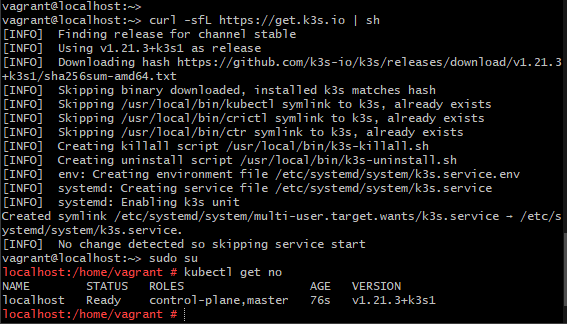 vagrant@localhost:~>
vagrant@localhost:~> curl -sfL https://get.k3s.io | sh
[INFO]  Finding release for channel stable
[INFO]  Using v1.21.3+k3s1 as release
[INFO]  Downloading hash https://github.com/k3s-io/k3s/releases/download/v1.21.3
+k3s1/sha256sum-amd64.txt
[INFO]  Skipping binary downloaded, installed k3s matches hash
[INFO]  Skipping /usr/local/bin/kubectl symlink to k3s, already exists
[INFO]  Skipping /usr/local/bin/crictl symlink to k3s, already exists
[INFO]  Skipping /usr/local/bin/ctr symlink to k3s, already exists
[INFO]  Creating killall script /usr/local/bin/k3s-killall.sh
[INFO]  Creating uninstall script /usr/local/bin/k3s-uninstall.sh
[INFO]  env: Creating environment file /etc/systemd/system/k3s.service.env
[INFO]  systemd: Creating service file /etc/systemd/system/k3s.service
[INFO]  systemd: Enabling k3s unit
Created symlink /etc/systemd/system/multi-user.target.wants/k3s.service → /etc/s
ystemd/system/k3s.service.
[INFO]  No change detected so skipping service start
vagrant@localhost:~> sudo su
localhost:/home/vagrant # kubectl get no
NAME        STATUS   ROLES                  AGE   VERSION
localhost   Ready    control-plane,master   76s   v1.21.3+k3s1
localhost:/home/vagrant #